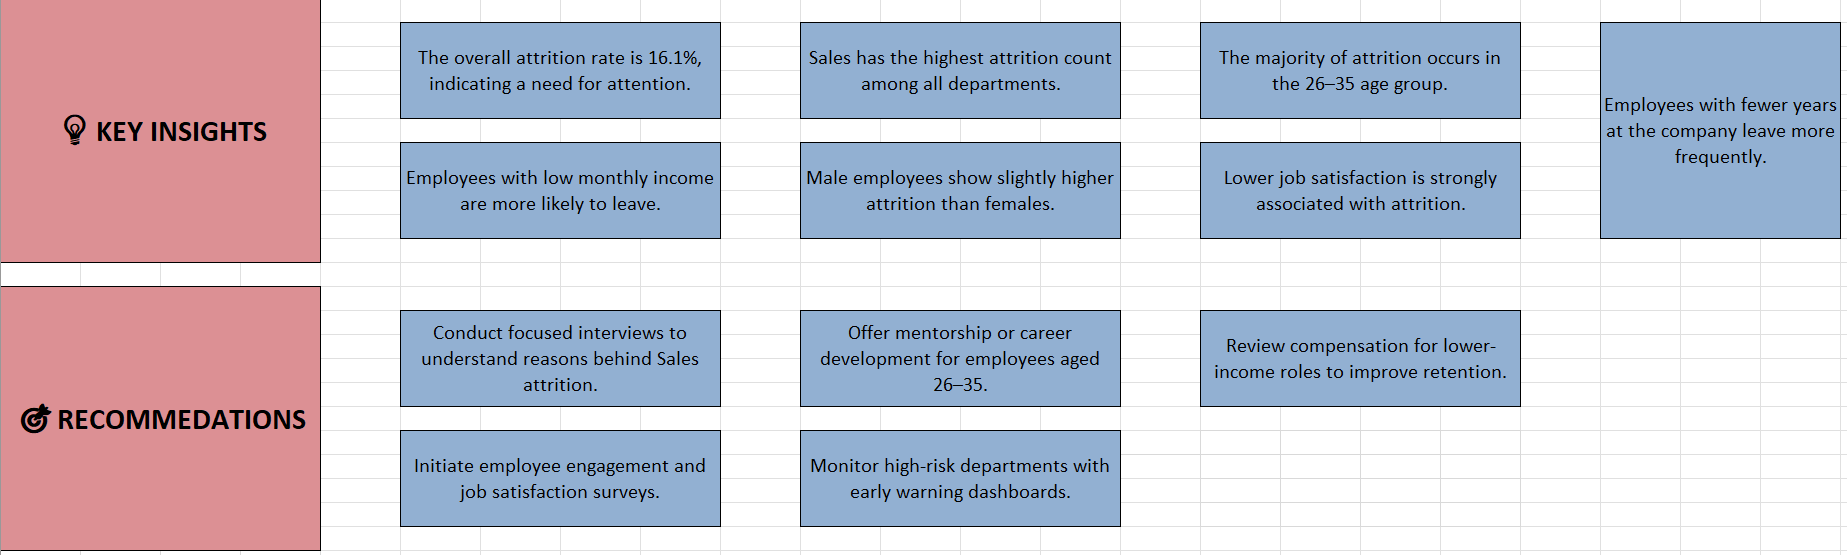 KEY INSIGHTS
The overall attrition rate is 16.1%,
indicating a need for attention.
Sales has the highest attrition count
among all departments.
The majority of attrition occurs in
the 26–35 age group.
Employees with fewer years
at the company leave more
frequently.
Employees with low monthly income
are more likely to leave.
Male employees show slightly higher
attrition than females.
Lower job satisfaction is strongly
associated with attrition.
RECOMMEDATIONS
Conduct focused interviews to
understand reasons behind Sales
attrition.
Offer mentorship or career
development for employees aged
26–35.
Review compensation for lower-
income roles to improve retention.
Initiate employee engagement and
job satisfaction surveys.
Monitor high-risk departments with
early warning dashboards.